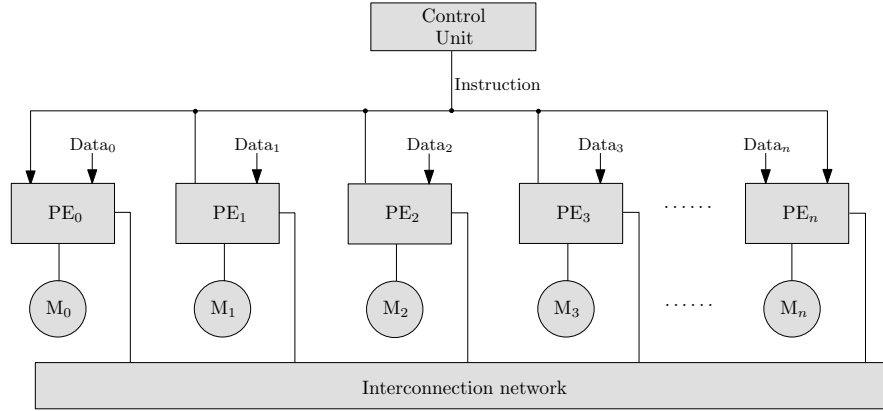 Control
Unit
Instruction
Data₀ Data₁ Data₂ Data₃ Dataₙ
PE₀ PE₁ PE₂ PE₃ ...... PEₙ
M₀ M₁ M₂ M₃ ...... Mₙ
Interconnection network